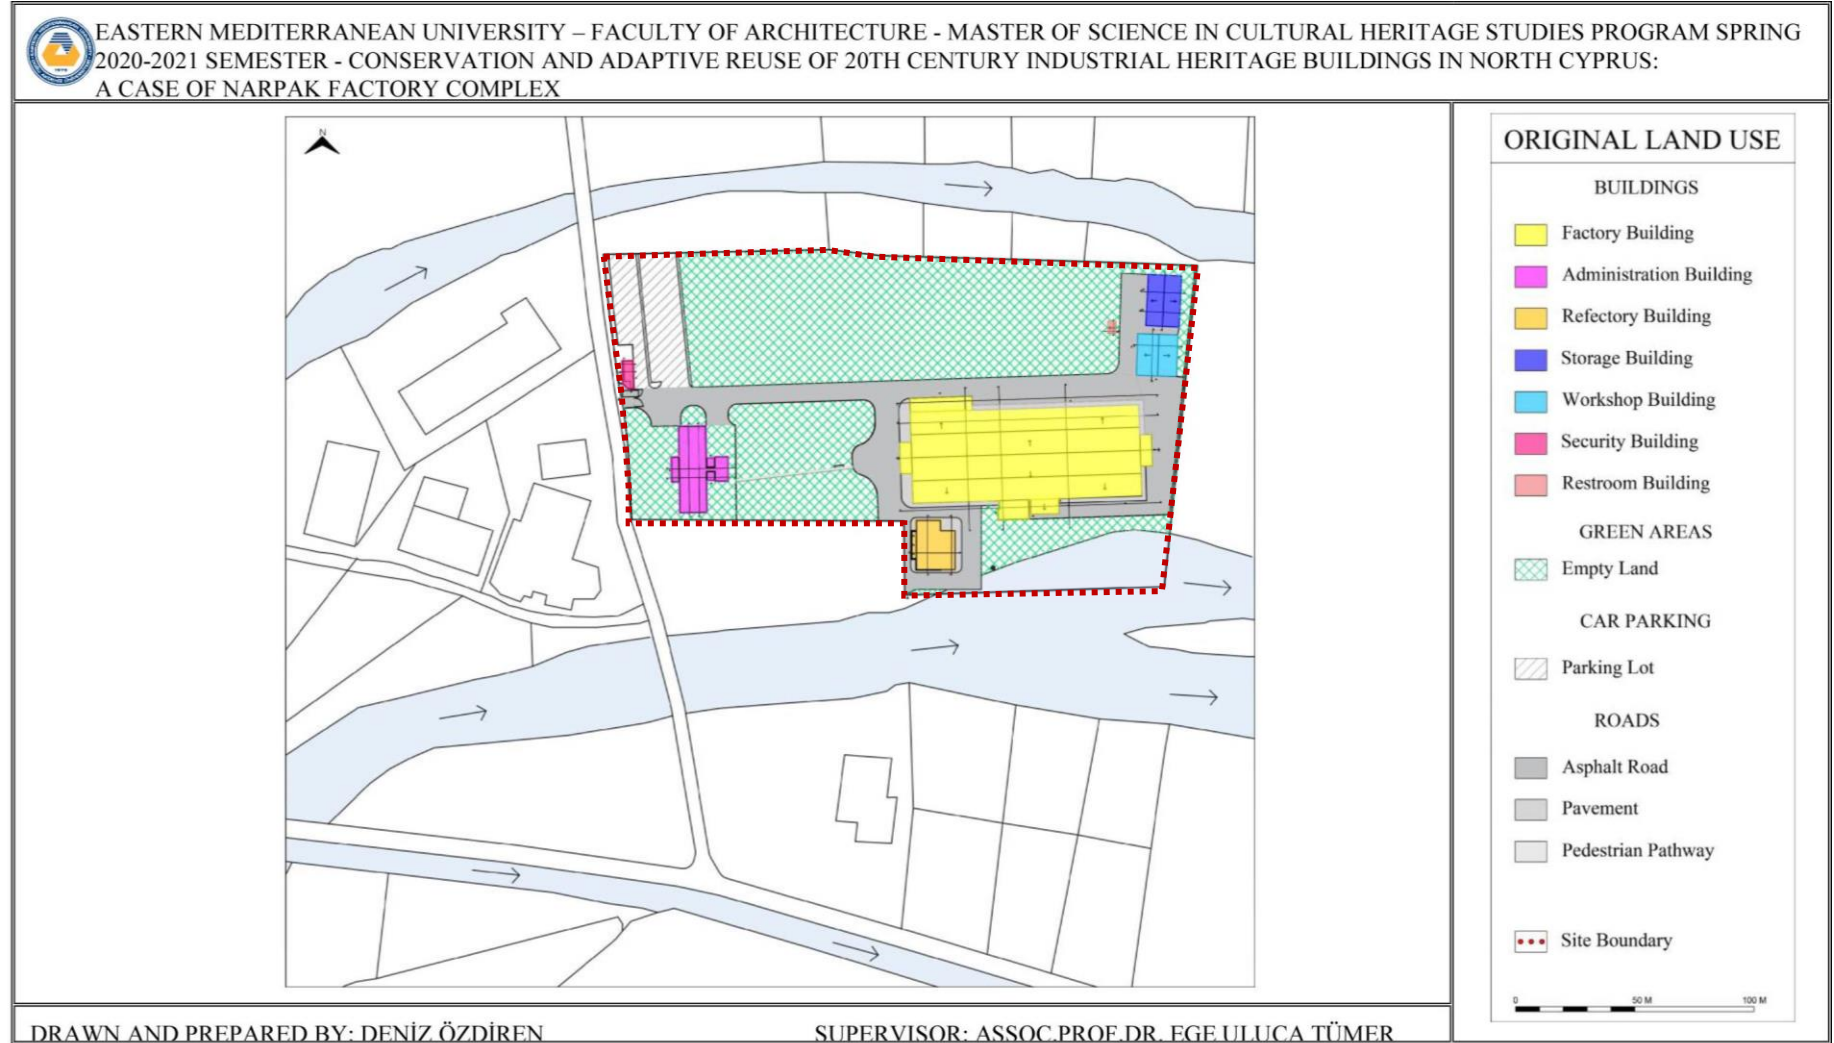 EASTERN MEDITERRANEAN UNIVERSITY – FACULTY OF ARCHITECTURE - MASTER OF SCIENCE IN CULTURAL HERITAGE STUDIES PROGRAM SPRING
2020-2021 SEMESTER - CONSERVATION AND ADAPTIVE REUSE OF 20TH CENTURY INDUSTRIAL HERITAGE BUILDINGS IN NORTH CYPRUS:
A CASE OF NARPAK FACTORY COMPLEX
N
ORIGINAL LAND USE
BUILDINGS
Factory Building
Administration Building
Refectory Building
Storage Building
Workshop Building
Security Building
Restroom Building
GREEN AREAS
Empty Land
CAR PARKING
Parking Lot
ROADS
Asphalt Road
Pavement
Pedestrian Pathway
Site Boundary
0 50 M 100 M
DRAWN AND PREPARED BY: DENİZ ÖZDİREN
SUPERVISOR: ASSOC.PROF.DR. EGE ULUCA TÜMER